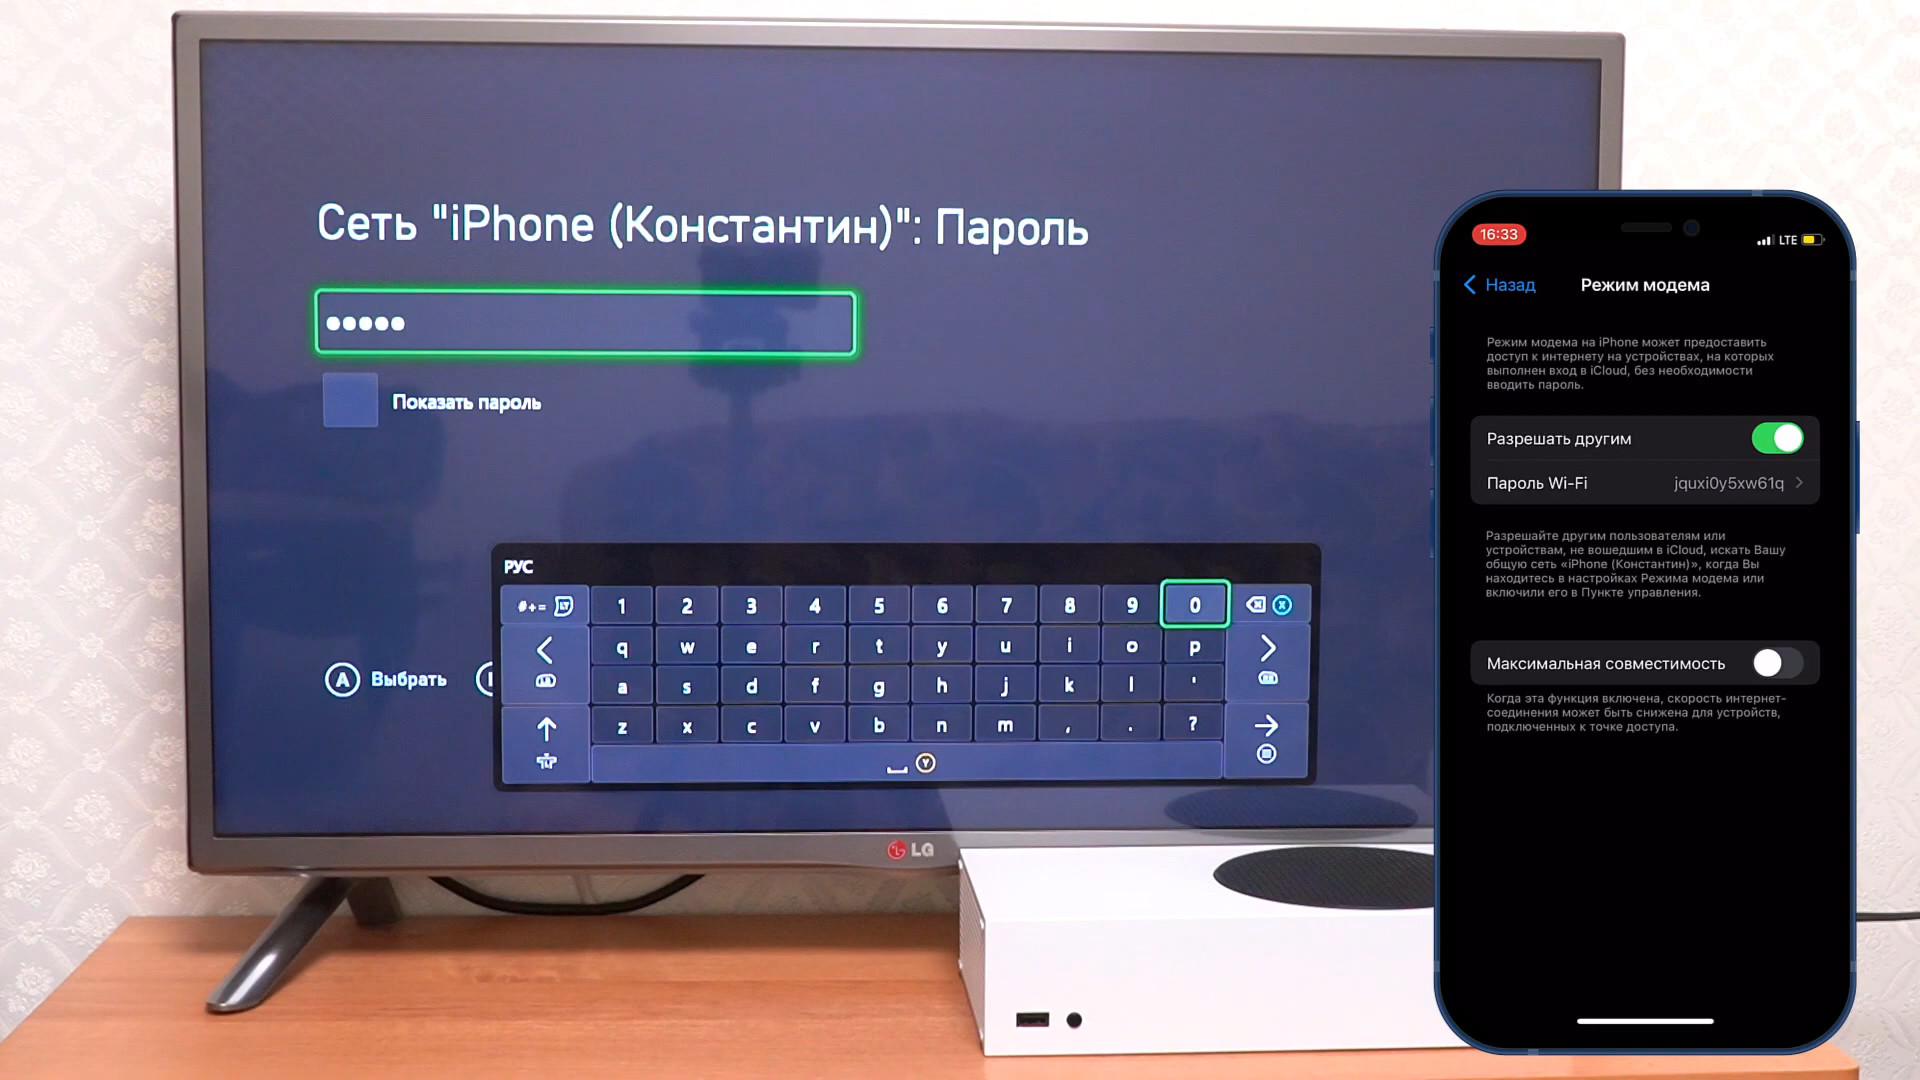 Сеть "iPhone (Константин)": Пароль
●●●●●
Показать пароль
A Выбрать
РУС
#+= LT 1 2 3 4 5 6 7 8 9 0 X
q w e r t y u i o p
LB a s d f g h j k l ' RB
z x c v b n m , . ?
Y
LG
16:33
LTE
Назад
Режим модема
Режим модема на iPhone может предоставить
доступ к интернету на устройствах, на которых
выполнен вход в iCloud, без необходимости
вводить пароль.
Разрешать другим
Пароль Wi-Fi jquxi0y5xw61q
Разрешайте другим пользователям или
устройствам, не вошедшим в iCloud, искать Вашу
общую сеть «iPhone (Константин)», когда Вы
находитесь в настройках Режима модема или
включили его в Пункте управления.
Максимальная совместимость
Когда эта функция включена, скорость интернет-
соединения может быть снижена для устройств,
подключенных к точке доступа.